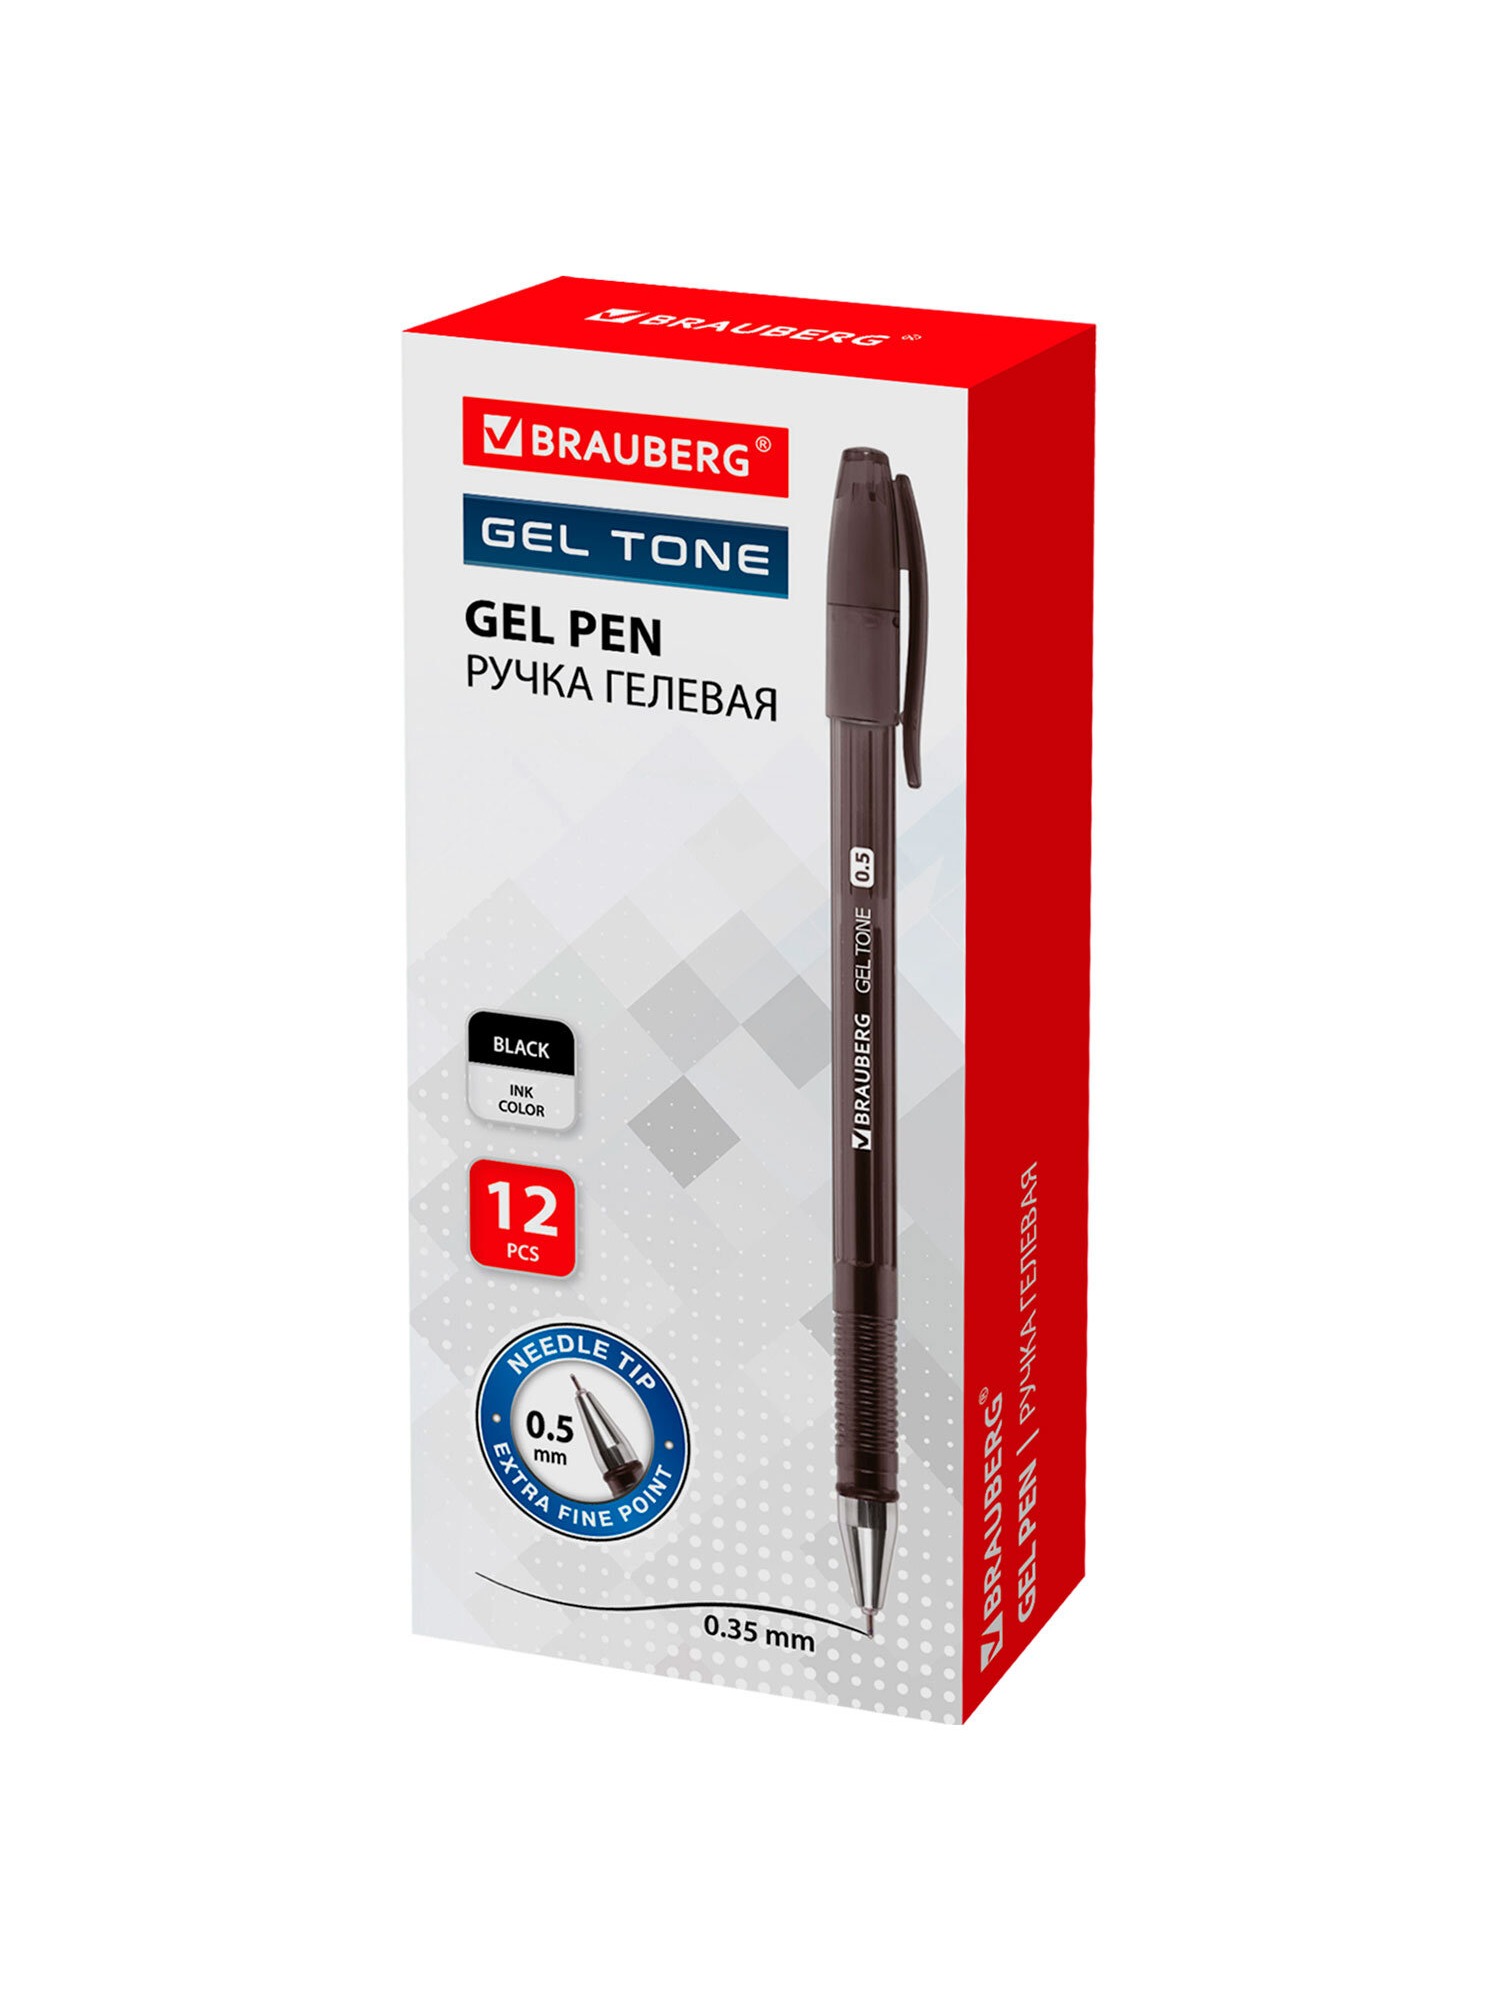 BRAUBERG ®
BRAUBERG®
GEL TONE
GEL PEN
РУЧКА ГЕЛЕВАЯ
BLACK
INK
COLOR
12
PCS
NEEDLE TIP
0.5
mm
EXTRA FINE POINT
0.35 mm
BRAUBERG GEL TONE 0.5
BRAUBERG®
GEL PEN | РУЧКА ГЕЛЕВАЯ